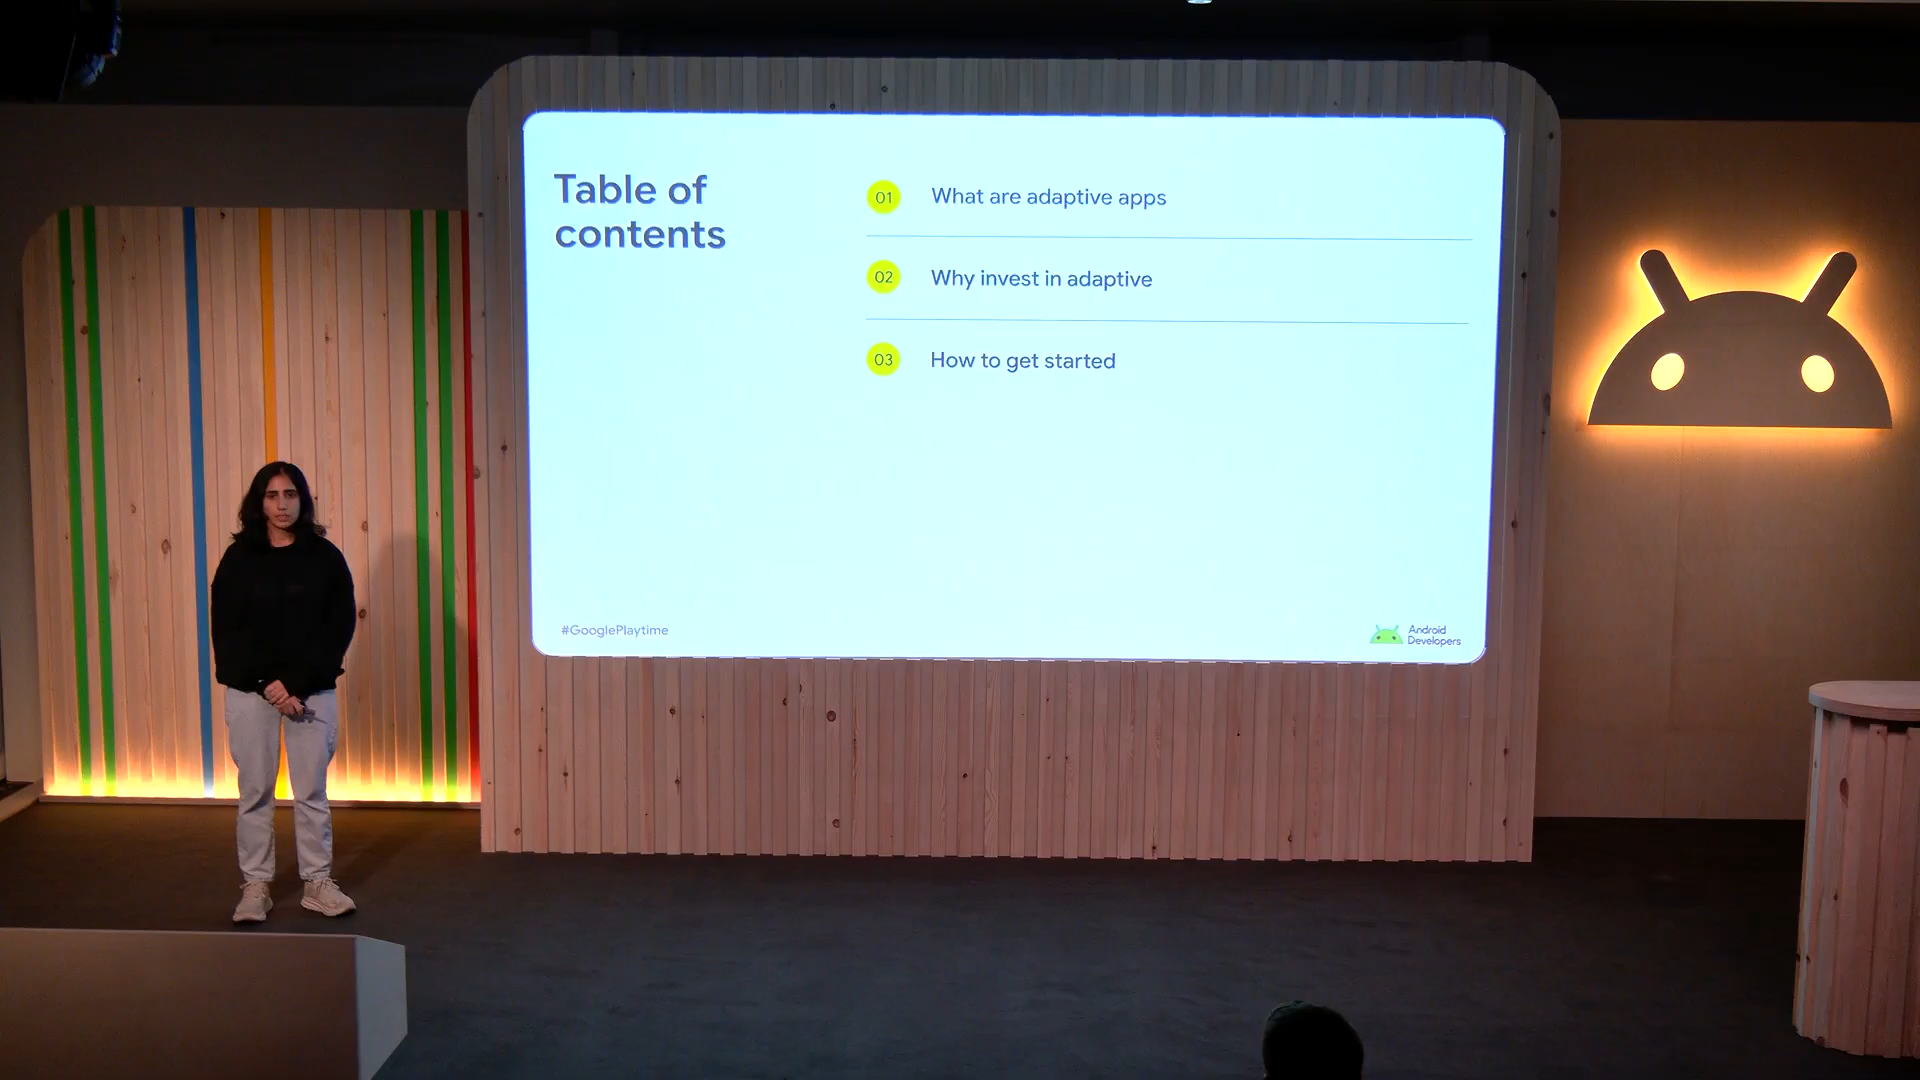 Table of
contents
01 What are adaptive apps
02 Why invest in adaptive
03 How to get started
#GooglePlaytime
Android
Developers